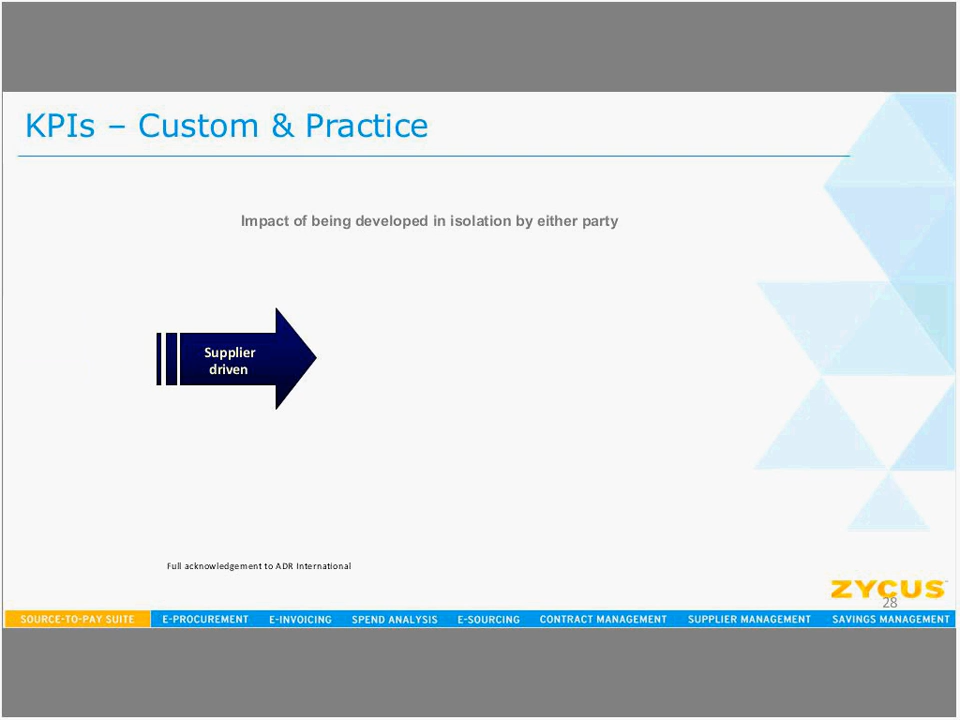 KPIs – Custom & Practice
Impact of being developed in isolation by either party
Supplier
driven
Full acknowledgement to ADR International
ZYCUS
28
SOURCE-TO-PAY SUITE E-PROCUREMENT E-INVOICING SPEND ANALYSIS E-SOURCING CONTRACT MANAGEMENT SUPPLIER MANAGEMENT SAVINGS MANAGEMENT